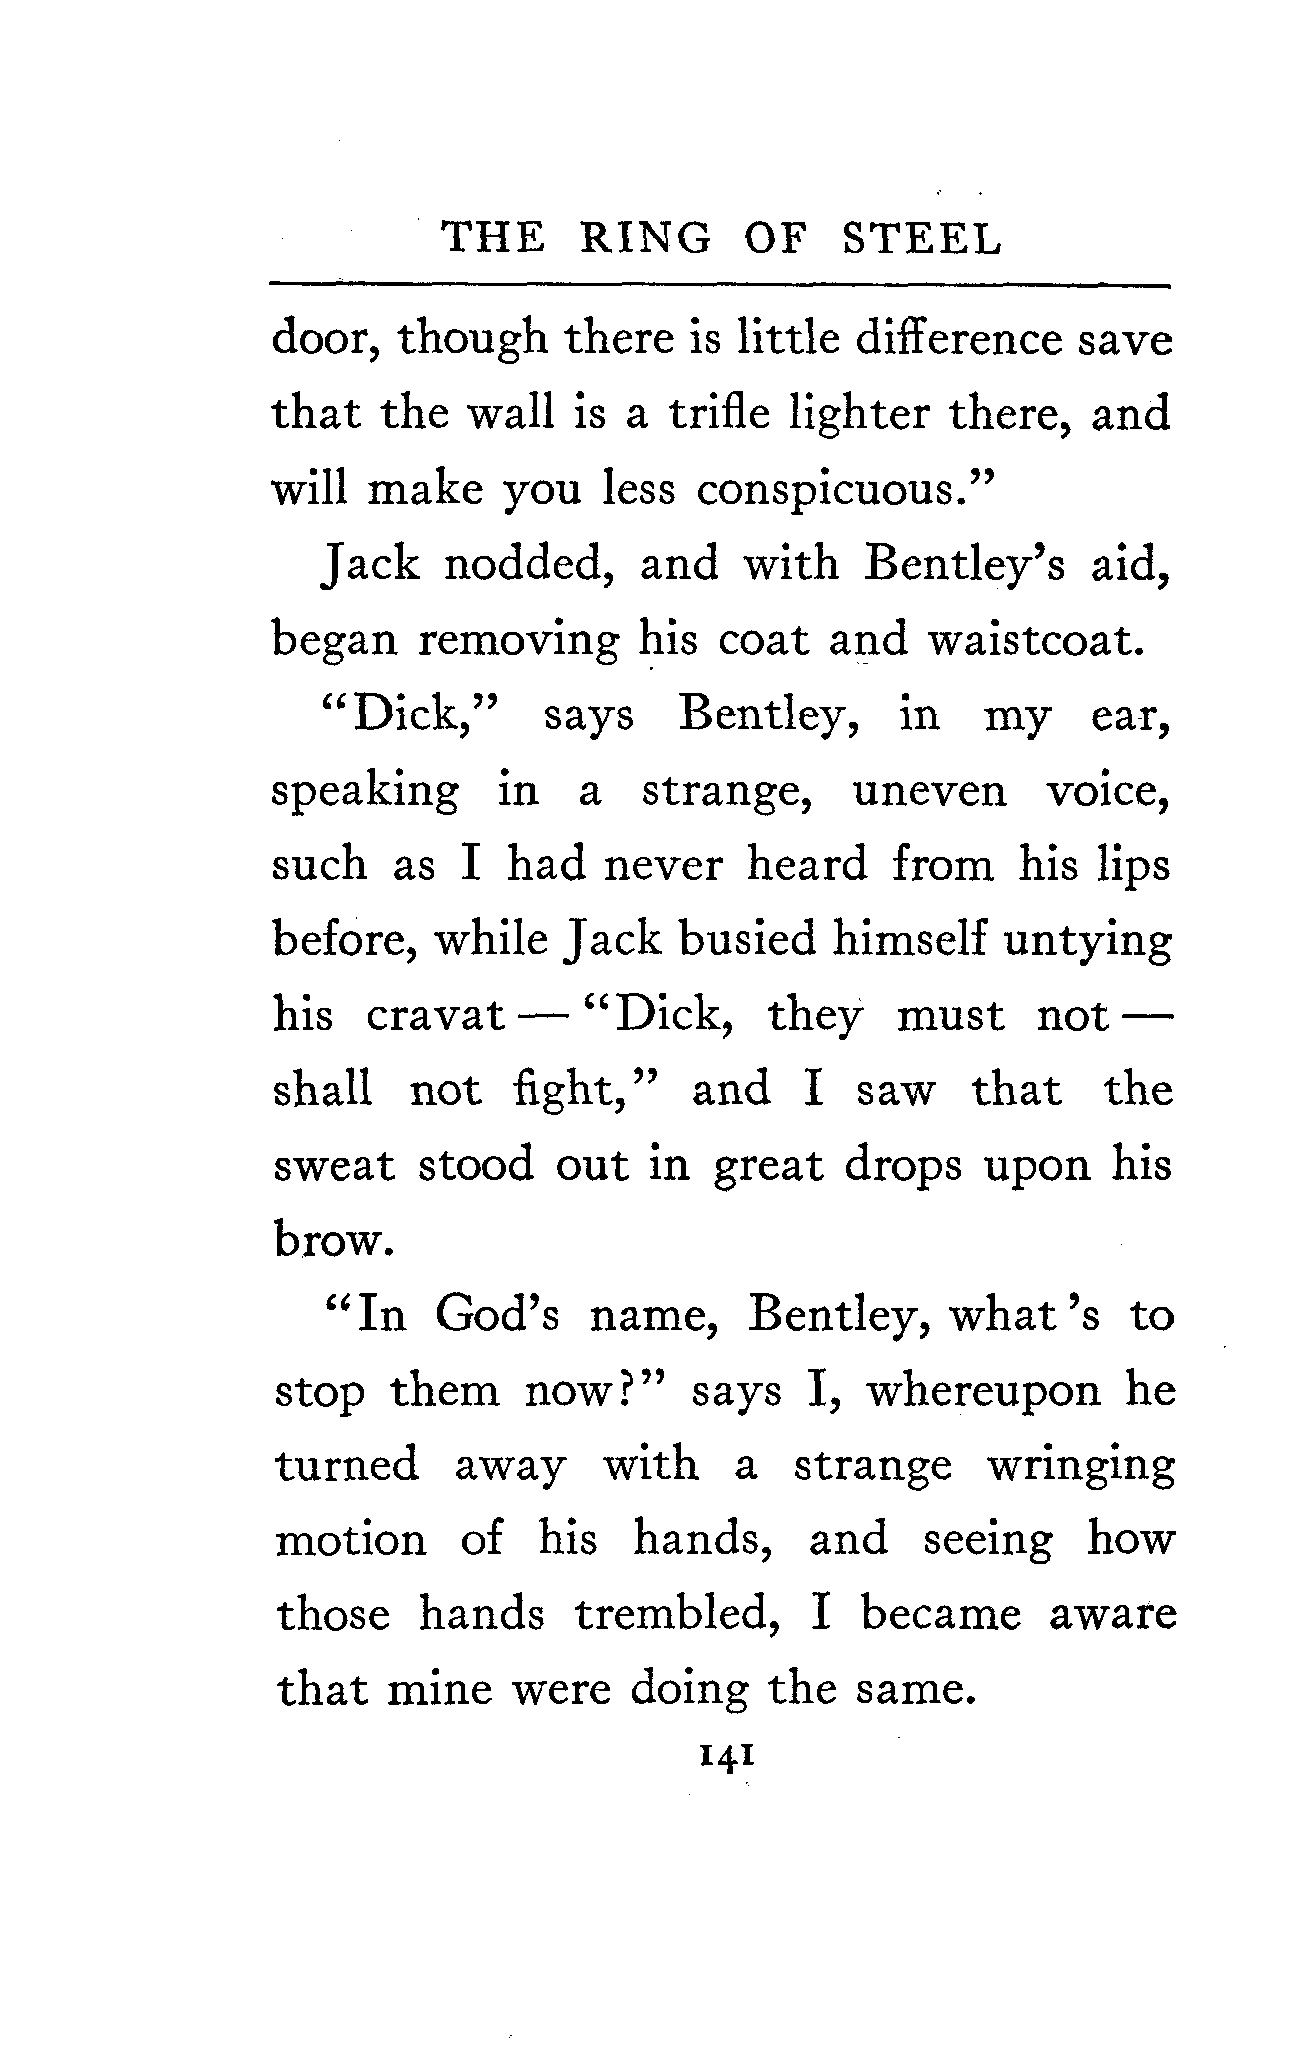 THE RING OF STEEL
door, though there is little difference save
that the wall is a trifle lighter there, and
will make you less conspicuous.”
Jack nodded, and with Bentley’s aid,
began removing his coat and waistcoat.
“Dick,” says Bentley, in my ear,
speaking in a strange, uneven voice,
such as I had never heard from his lips
before, while Jack busied himself untying
his cravat — “Dick, they must not —
shall not fight,” and I saw that the
sweat stood out in great drops upon his
brow.
“In God’s name, Bentley, what ’s to
stop them now?” says I, whereupon he
turned away with a strange wringing
motion of his hands, and seeing how
those hands trembled, I became aware
that mine were doing the same.
141